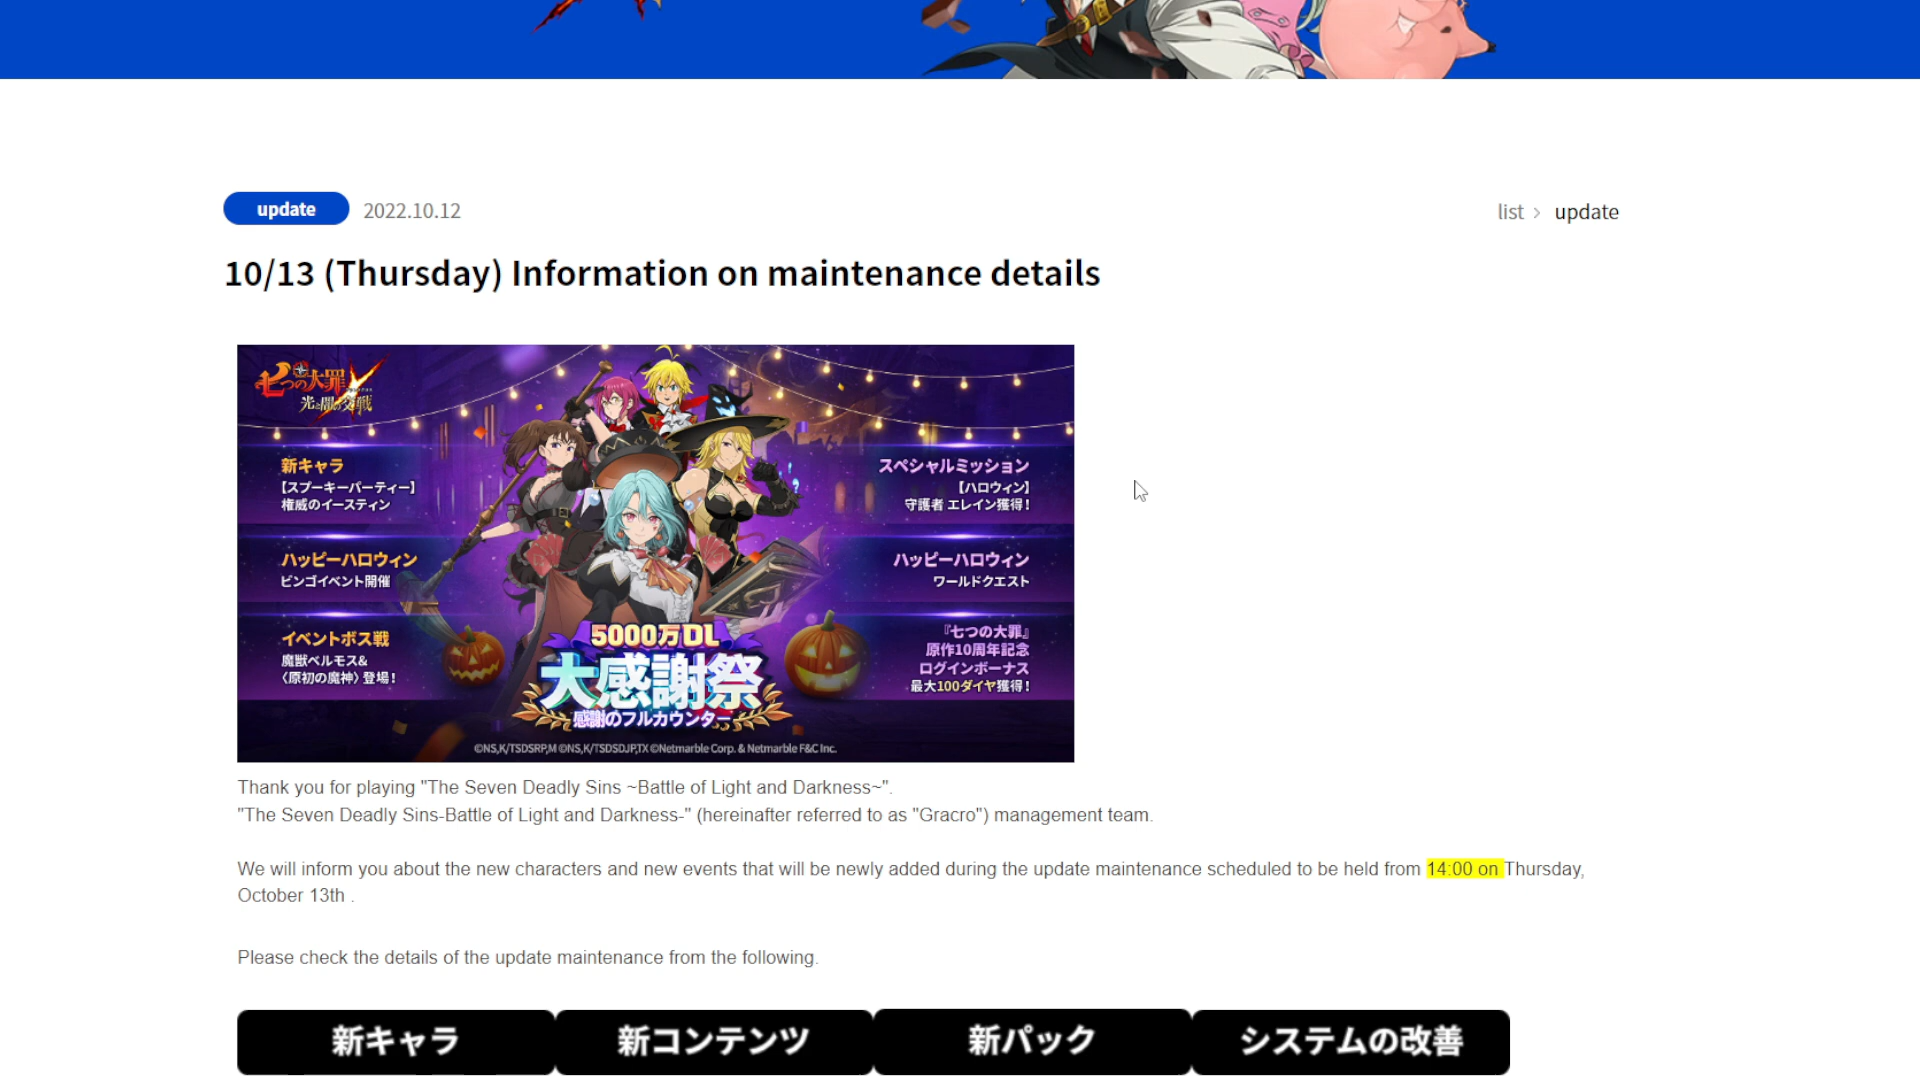 update 2022.10.12
list > update
10/13 (Thursday) Information on maintenance details
七つの大罪
光と闇の交戦
新キャラ
【スプーキーパーティー】
権威のイースティン
ハッピーハロウィン
ビンゴイベント開催
イベントボス戦
魔獣ベルモス&
〈原初の魔神〉登場!
スペシャルミッション
【ハロウィン】
守護者 エレイン獲得!
ハッピーハロウィン
ワールドクエスト
『七つの大罪』
原作10周年記念
ログインボーナス
最大100ダイヤ獲得!
5000万DL
大感謝祭
感謝のフルカウンター
©NS,K/TSDSRP,M ©NS,K/TSDSDJP,TX ©Netmarble Corp. & Netmarble F&C Inc.
Thank you for playing "The Seven Deadly Sins ~Battle of Light and Darkness~".
"The Seven Deadly Sins-Battle of Light and Darkness-" (hereinafter referred to as "Gracro") management team.
We will inform you about the new characters and new events that will be newly added during the update maintenance scheduled to be held from 14:00 on Thursday,
October 13th .
Please check the details of the update maintenance from the following.
新キャラ
新コンテンツ
新パック
システムの改善